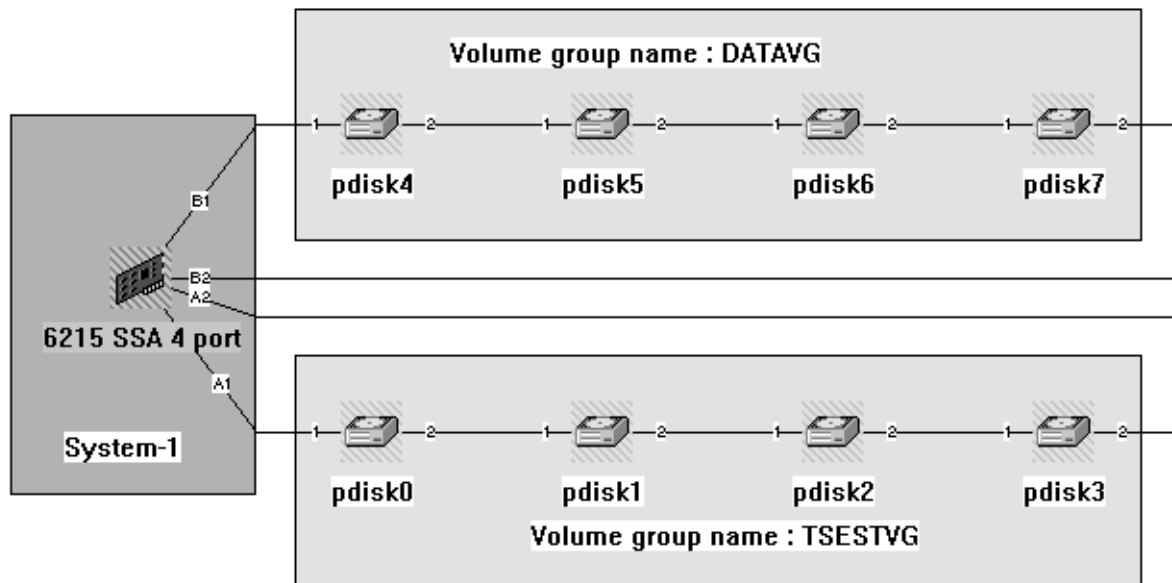 Volume group name : DATAVG
1 2 1 2 1 2 1 2
pdisk4 pdisk5 pdisk6 pdisk7
B1
B2
A2
6215 SSA 4 port
A1
System-1
1 2 1 2 1 2 1 2
pdisk0 pdisk1 pdisk2 pdisk3
Volume group name : TSESTVG